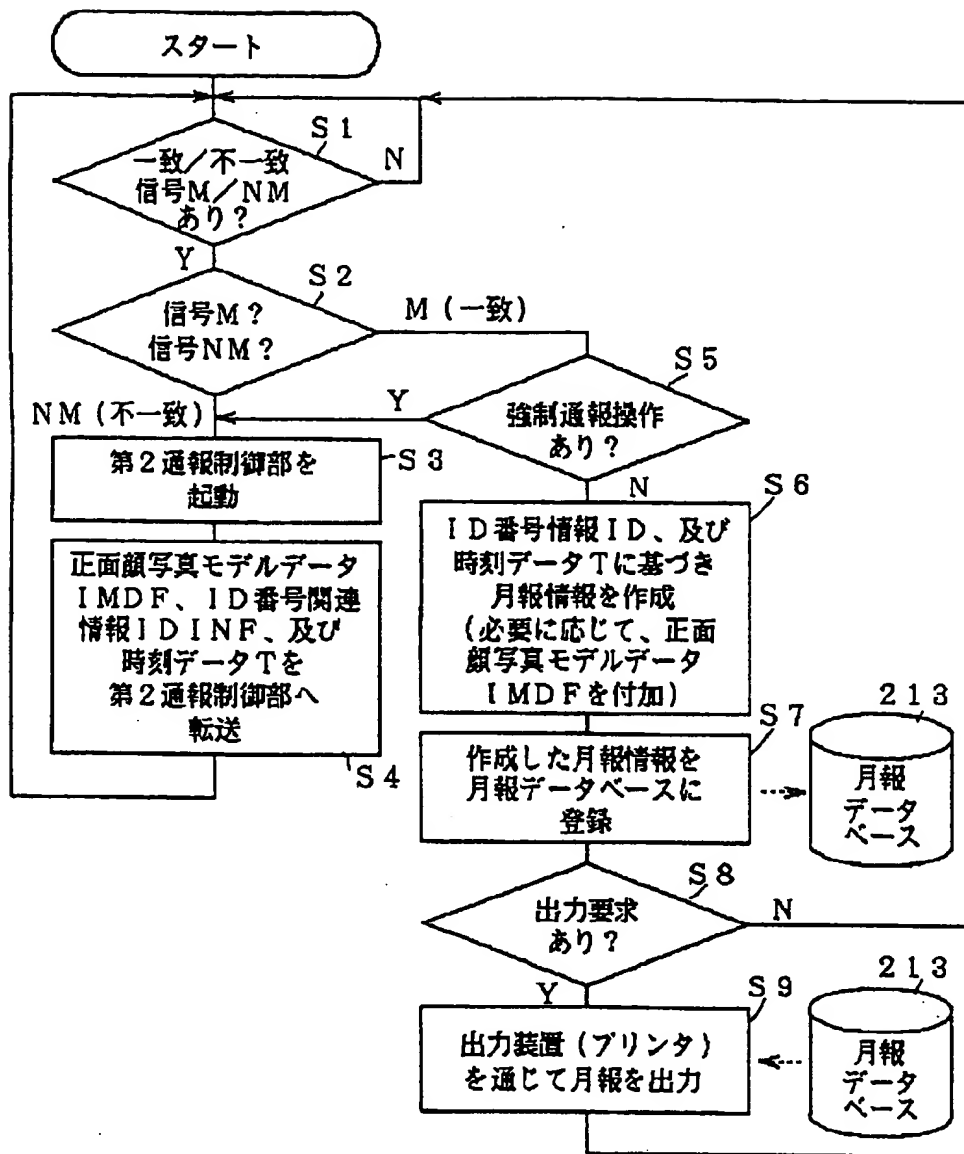 スタート
S1
一致/不一致
信号M/NM
あり?
N
Y
S2
信号M?
信号NM?
M(一致)
NM(不一致)
S5
強制通報操作
あり?
Y
N
S3
第2通報制御部を
起動
正面顔写真モデルデータ
IMDF、ID番号関連
情報IDINF、及び
時刻データTを
第2通報制御部へ
転送
S4
S6
ID番号情報ID、及び
時刻データTに基づき
月報情報を作成
(必要に応じて、正面
顔写真モデルデータ
IMDFを付加)
S7
作成した月報情報を
月報データベースに
登録
213
月報
データ
ベース
S8
出力要求
あり?
N
Y
S9
出力装置(プリンタ)
を通じて月報を出力
213
月報
データ
ベース